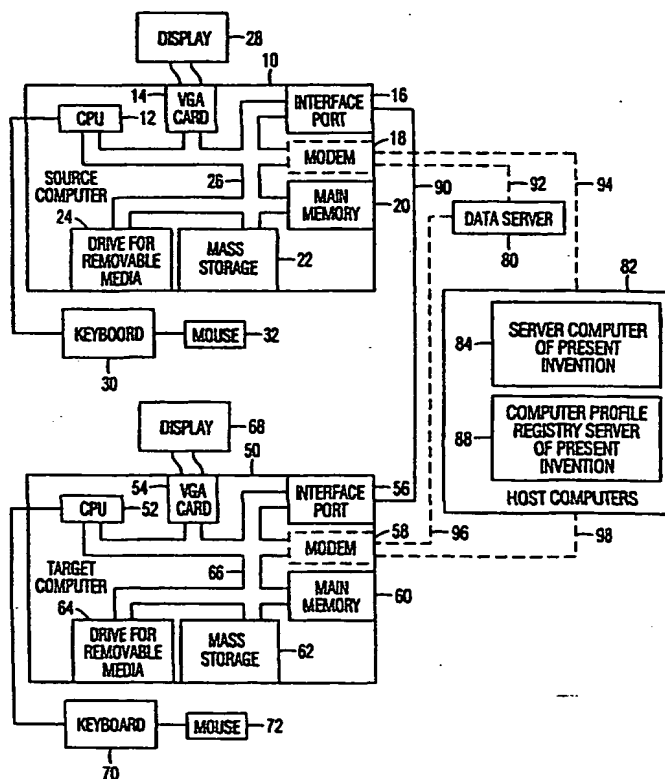 DISPLAY
28
10
14
VGA
CARD
16
INTERFACE
PORT
CPU
12
18
MODEM
SOURCE
COMPUTER
26
24
MAIN
MEMORY
20
90
92
94
DATA SERVER
80
DRIVE FOR
REMOVABLE
MEDIA
MASS
STORAGE
22
82
KEYBOORD
30
MOUSE
32
84
SERVER COMPUTER
OF PRESENT
INVENTION
88
COMPUTER PROFILE
REGISTRY SERVER
OF PRESENT
INVENTION
HOST COMPUTERS
DISPLAY
68
50
54
VGA
CARD
56
INTERFACE
PORT
CPU
52
58
MODEM
96
98
TARGET
COMPUTER
66
64
MAIN
MEMORY
60
DRIVE FOR
REMOVABLE
MEDIA
MASS
STORAGE
62
KEYBOARD
70
MOUSE
72